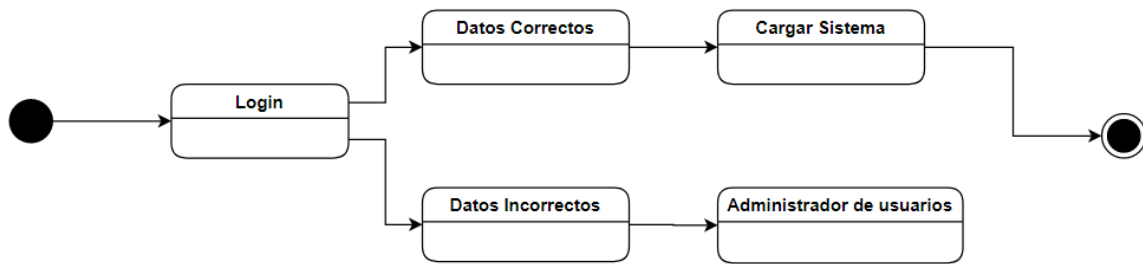 Datos Correctos
Cargar Sistema
Login
Datos Incorrectos
Administrador de usuarios